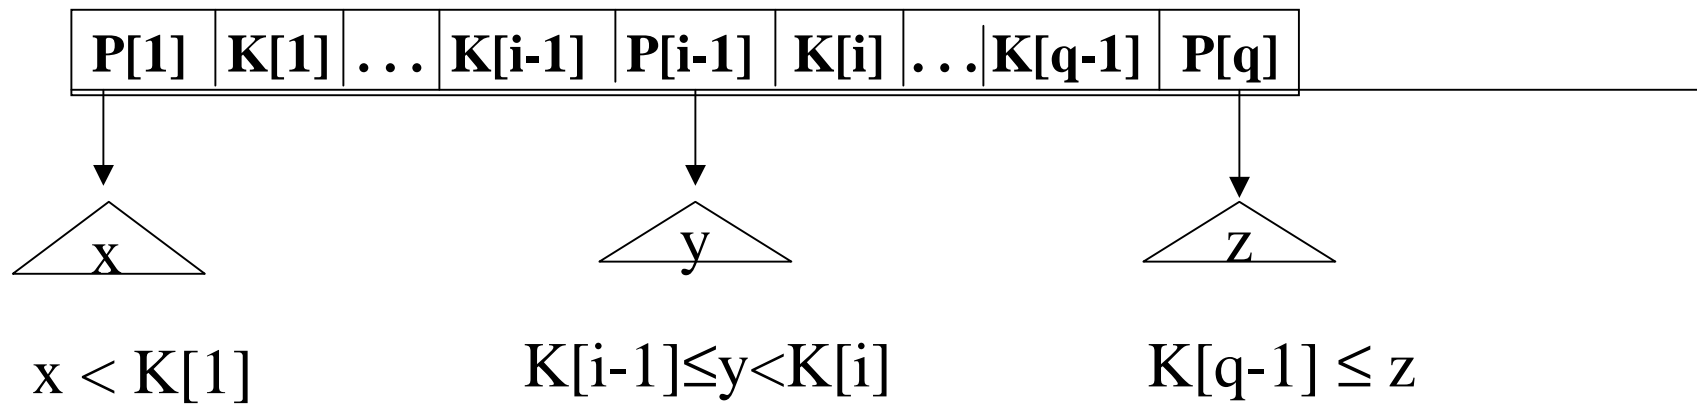 P[1] K[1] . . . K[i-1] P[i-1] K[i] . . . K[q-1] P[q]
x y z
x < K[1] K[i-1]≤y<K[i] K[q-1] ≤ z